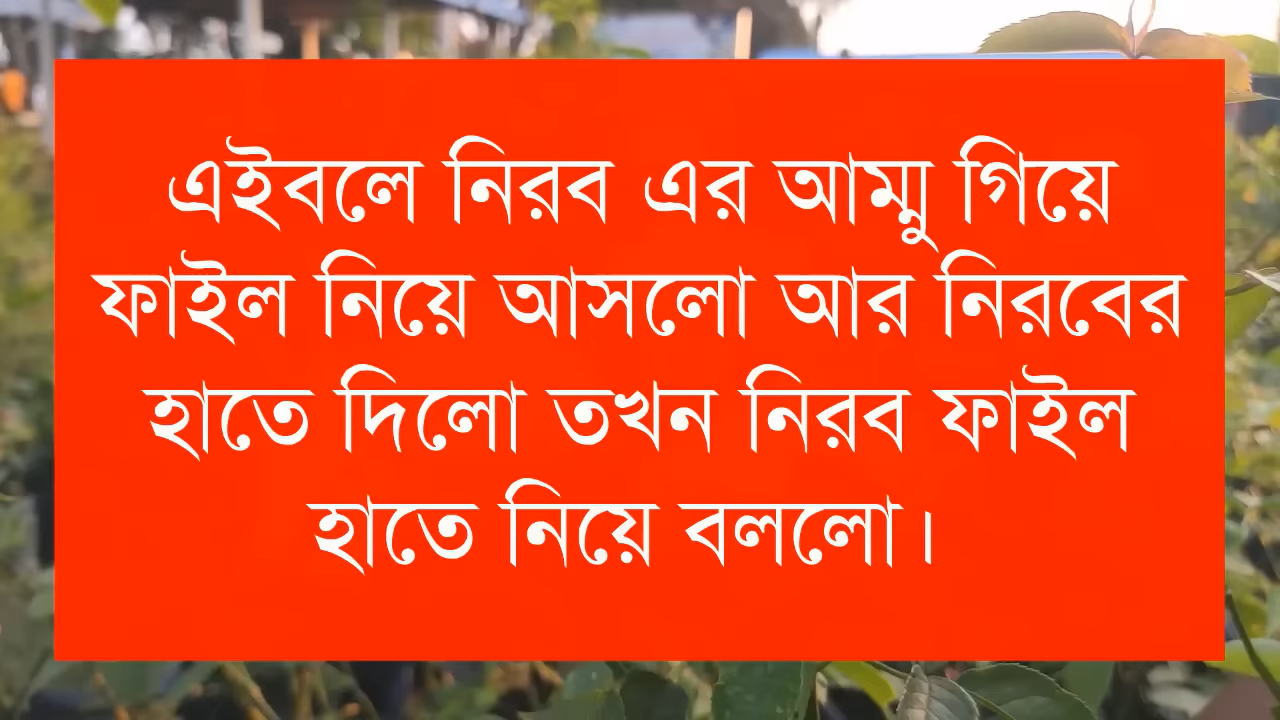 এইবলে নিরব এর আম্মু গিয়ে
ফাইল নিয়ে আসলো আর নিরবের
হাতে দিলো তখন নিরব ফাইল
হাতে নিয়ে বললো।